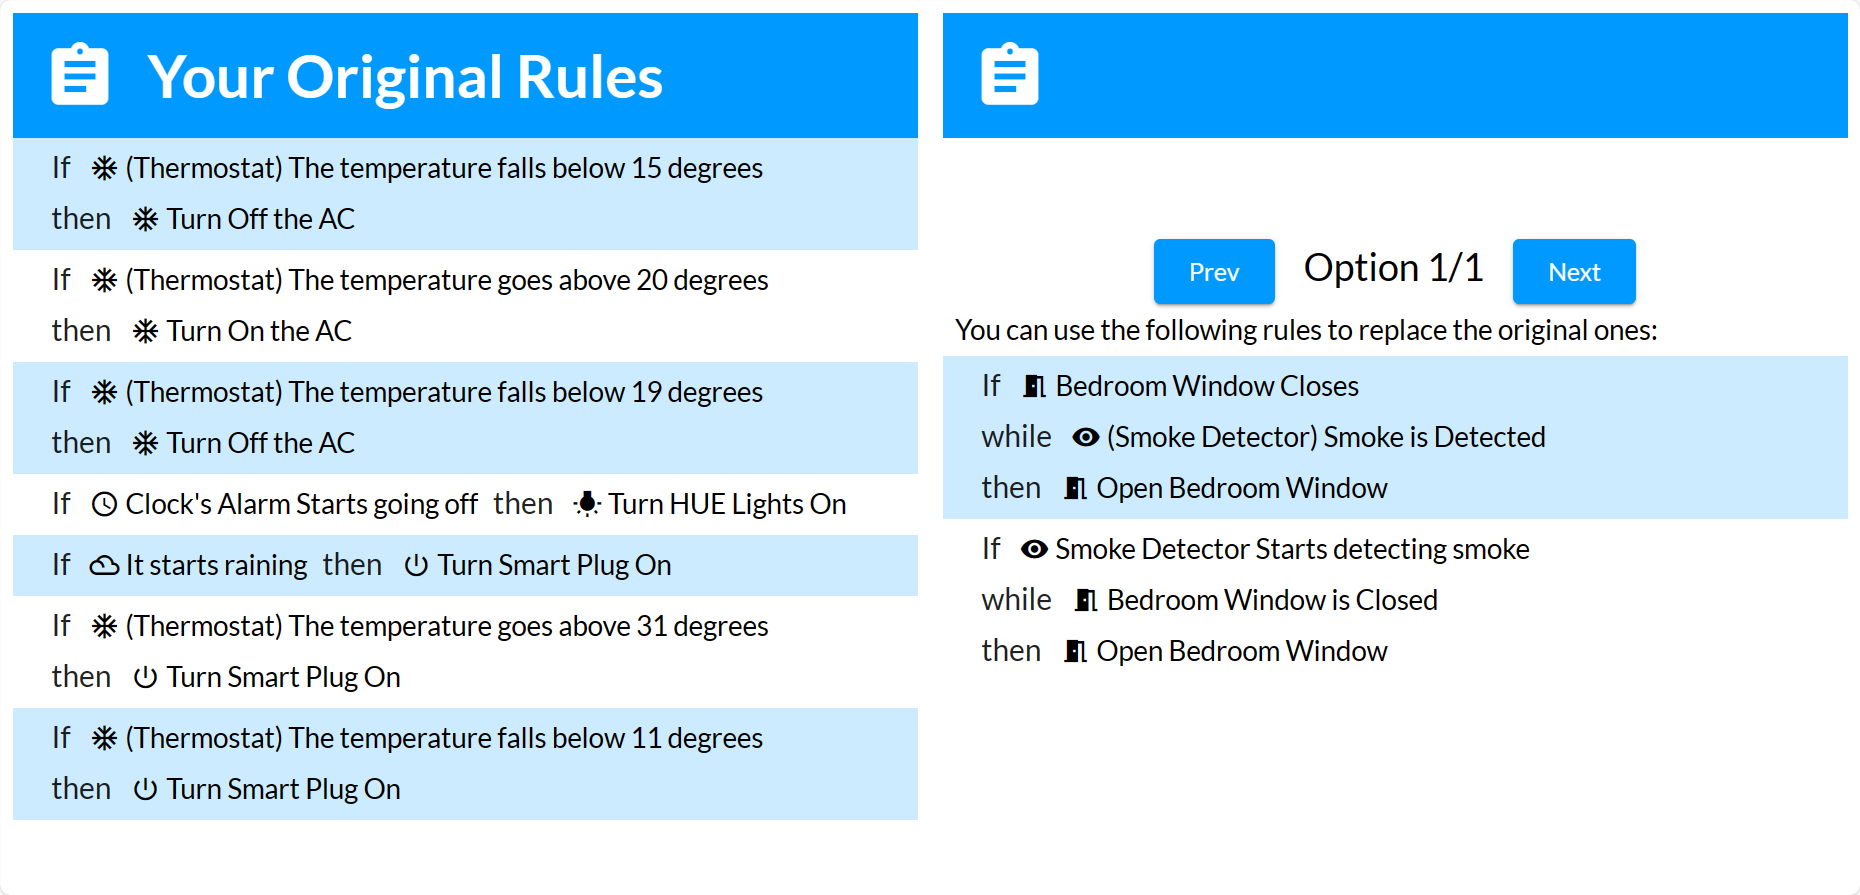 Your Original Rules
If (Thermostat) The temperature falls below 15 degrees
then Turn Off the AC
If (Thermostat) The temperature goes above 20 degrees
then Turn On the AC
If (Thermostat) The temperature falls below 19 degrees
then Turn Off the AC
If Clock's Alarm Starts going off then Turn HUE Lights On
If It starts raining then Turn Smart Plug On
If (Thermostat) The temperature goes above 31 degrees
then Turn Smart Plug On
If (Thermostat) The temperature falls below 11 degrees
then Turn Smart Plug On
Prev Option 1/1 Next
You can use the following rules to replace the original ones:
If Bedroom Window Closes
while (Smoke Detector) Smoke is Detected
then Open Bedroom Window
If Smoke Detector Starts detecting smoke
while Bedroom Window is Closed
then Open Bedroom Window